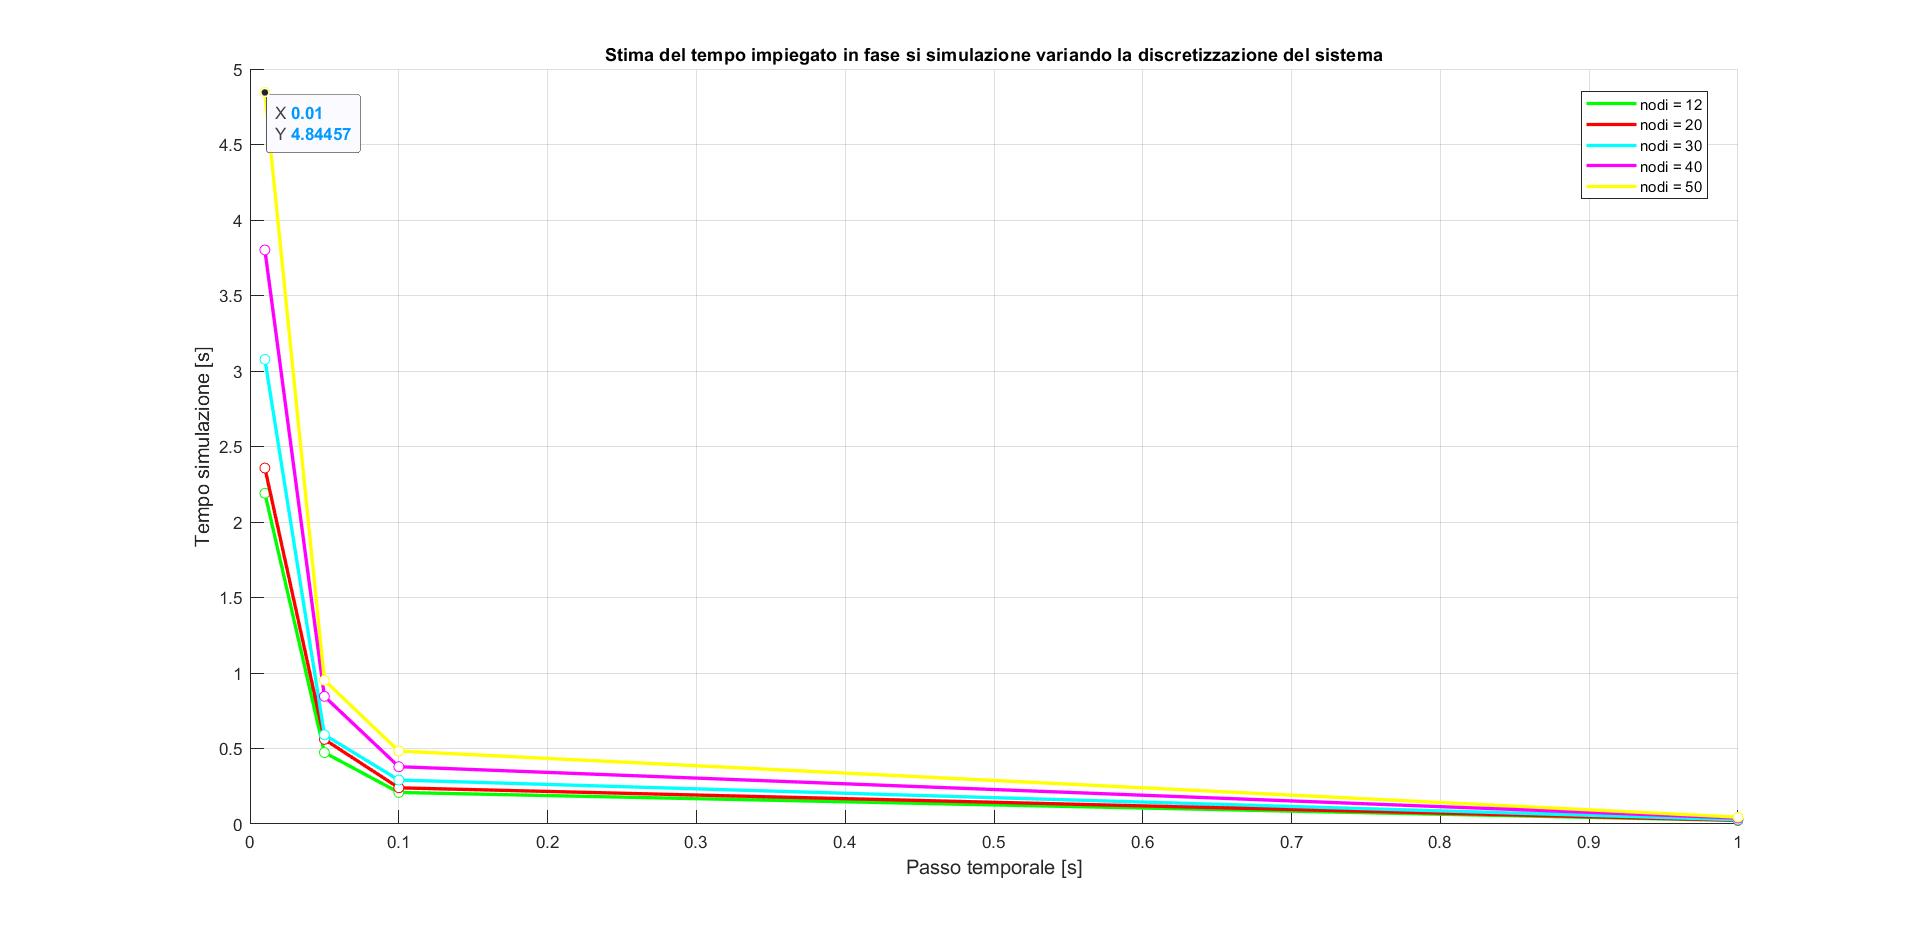 Stima del tempo impiegato in fase si simulazione variando la discretizzazione del sistema
5
4.5
4
3.5
3
2.5
2
1.5
1
0.5
0
Tempo simulazione [s]
X 0.01
Y 4.84457
nodi = 12
nodi = 20
nodi = 30
nodi = 40
nodi = 50
0 0.1 0.2 0.3 0.4 0.5 0.6 0.7 0.8 0.9 1
Passo temporale [s]